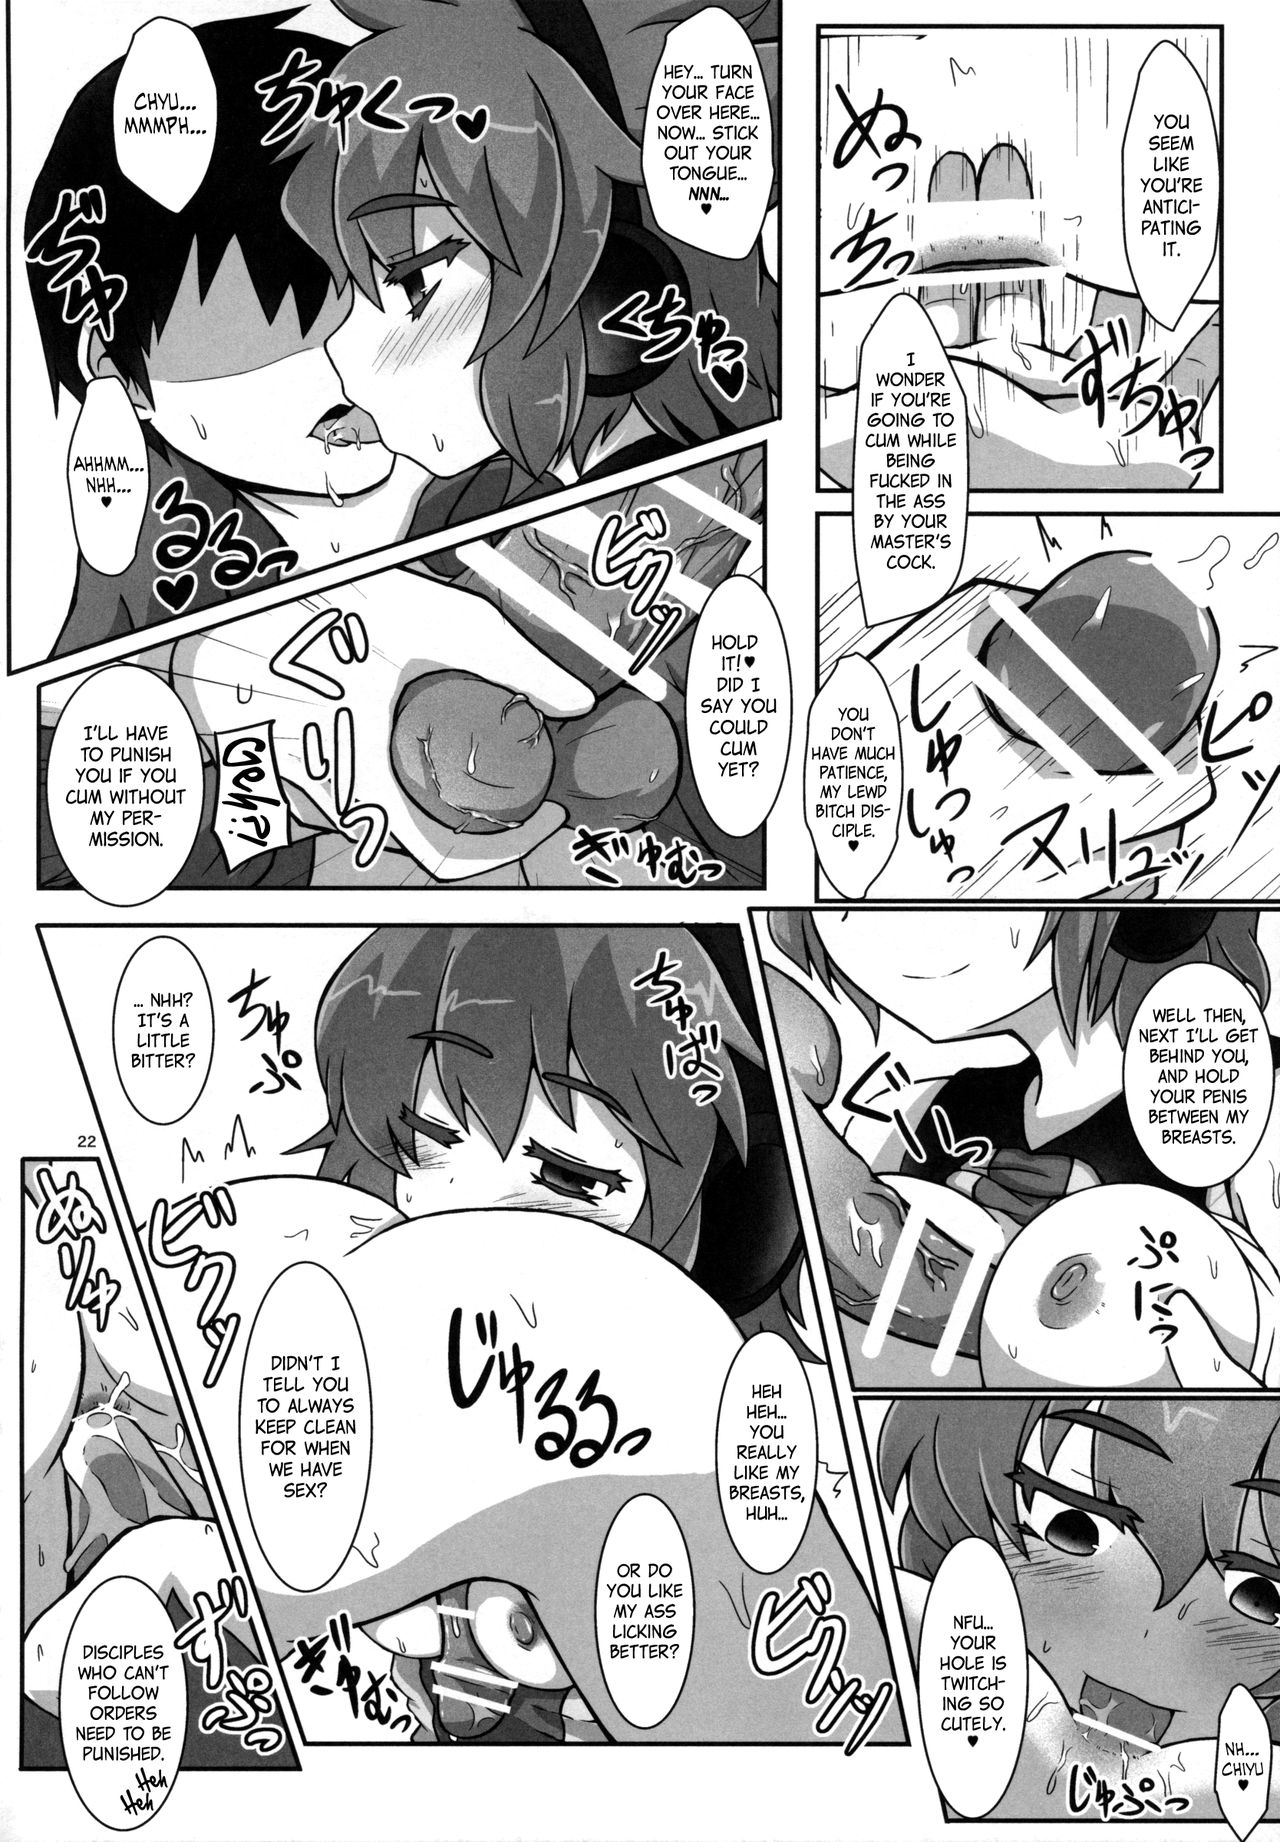 YOU
SEEM
LIKE
YOU'RE
ANTICI-
PATING
IT.
ぬっ
ちっ
ずちゅっ
I
WONDER
IF YOU'RE
GOING TO
CUM WHILE
BEING
FUCKED IN
THE ASS
BY YOUR
MASTER'S
COCK.
YOU
DON'T
HAVE MUCH
PATIENCE,
MY LEWD
BITCH DIS-
CIPLE.
♥
しゅっしゅっ
ピッ
ヌリュッ
HEY... TURN
YOUR FACE
OVER HERE...
NOW... STICK
OUT YOUR
TONGUE...
NNN...
♥
ちゅくっ♥
CHYU...
MMMPH...
ぢゅ
くちゅっ♥
AHHMM...
NHH...
♥
るるっ♥
ビクッ
HOLD
IT!♥
DID I
SAY YOU
COULD
CUM
YET?
ぐりっ
Geh?!
ぎゅむっ
I'LL HAVE
TO PUNISH
YOU IF YOU
CUM WITHOUT
MY PER-
MISSION.
WELL THEN,
NEXT I'LL GET
BEHIND YOU,
AND HOLD
YOUR PENIS
BETWEEN MY
BREASTS.
ぐいっ
ぷにっ
NFU...
...YOUR
HOLE IS
TWITCH-
ING SO
CUTELY.
♥
NH...
CHIYU
♥
じゅぷっ
ちゅばっ
ちゅぷ
... NHH?
IT'S A
LITTLE
BITTER?
ビクッ
じゅるるっ
HEH
HEH...
YOU
REALLY
LIKE MY
BREASTS,
HUH...
DIDN'T I
TELL YOU
TO ALWAYS
KEEP CLEAN
FOR WHEN
WE HAVE
SEX?
OR DO
YOU LIKE
MY ASS
LICKING
BETTER?
ビクッ
ぎゅむっ
22
ぬりゅ
ずぷっ
DISCIPLES
WHO CAN'T
FOLLOW
ORDERS
NEED TO BE
PUNISHED.
Heh
Heh